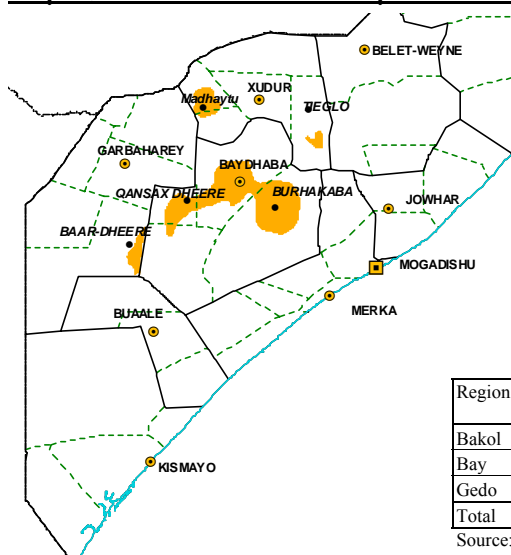 BELET-WEYNE
XUDUR
Madhaytu
TIEGLO
GARBAHAREY
BAYDHABA
QANSAX DHEERE
BURHAKABA
JOWHAR
BAAR-DHEERE
MOGADISHU
MERKA
BUAALE
KISMAYO
Region
Bakol
Bay
Gedo
Total
Source: